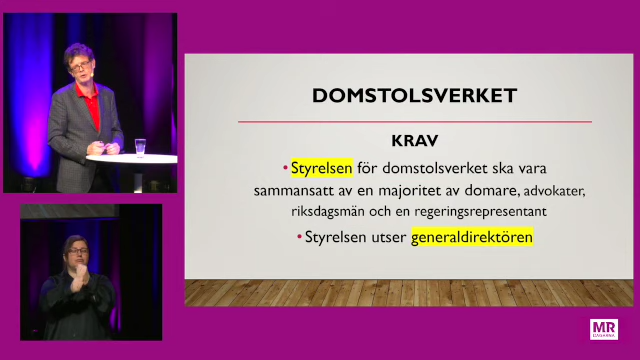 DOMSTOLSVERKET
KRAV
• Styrelsen för domstolsverket ska vara
sammansatt av en majoritet av domare, advokater,
riksdagsmän och en regeringsrepresentant
• Styrelsen utser generaldirektören
MR
DAGARNA